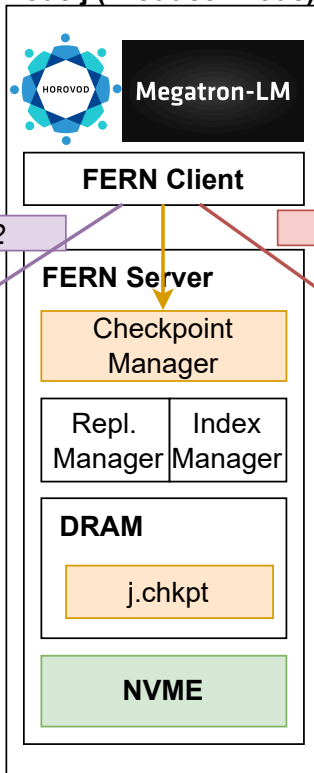 HOROVOD
Megatron-LM
FERN Client
2
FERN Server
Checkpoint
Manager
Repl.
Manager
Index
Manager
DRAM
j.chkpt
NVME